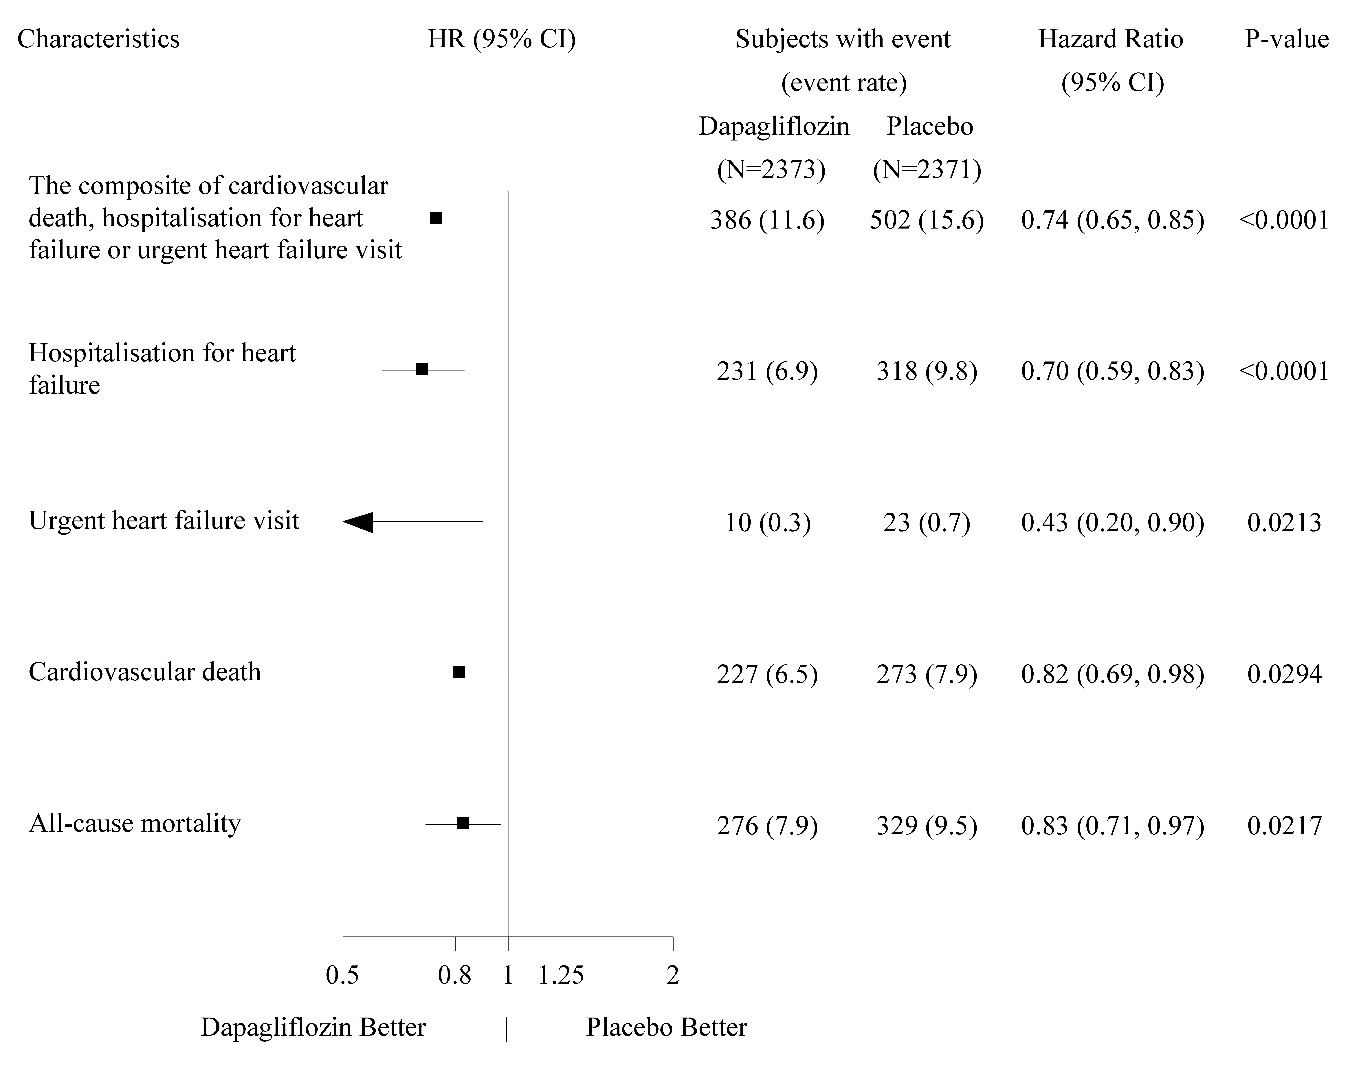 Characteristics HR (95% CI) Subjects with event Hazard Ratio P-value
(event rate) (95% CI)
Dapagliflozin Placebo
(N=2373) (N=2371)
The composite of cardiovascular
death, hospitalisation for heart 386 (11.6) 502 (15.6) 0.74 (0.65, 0.85) <0.0001
failure or urgent heart failure visit
Hospitalisation for heart
failure 231 (6.9) 318 (9.8) 0.70 (0.59, 0.83) <0.0001
Urgent heart failure visit 10 (0.3) 23 (0.7) 0.43 (0.20, 0.90) 0.0213
Cardiovascular death 227 (6.5) 273 (7.9) 0.82 (0.69, 0.98) 0.0294
All-cause mortality 276 (7.9) 329 (9.5) 0.83 (0.71, 0.97) 0.0217
0.5 0.8 1 1.25 2
Dapagliflozin Better | Placebo Better